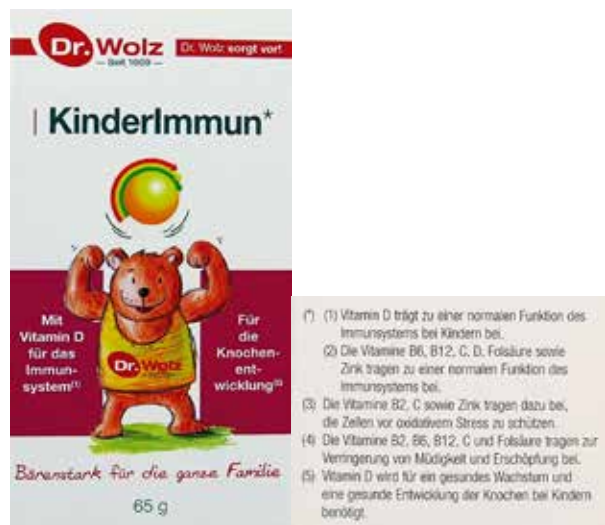 Dr. Wolz
— Seit 1969 —
Dr. Wolz sorgt vor!
KinderImmun*
Mit
Vitamin D
für das
Immun-
system(1)
Für
die
Knochen-
ent-
wicklung(5)
Dr. Wolz
Bärenstark für die ganze Familie
65 g
(*) (1) Vitamin D trägt zu einer normalen Funktion des
Immunsystems bei Kindern bei.
(2) Die Vitamine B6, B12, C, D, Folsäure sowie
Zink tragen zu einer normalen Funktion des
Immunsystems bei.
(3) Die Vitamine B2, C sowie Zink tragen dazu bei,
die Zellen vor oxidativem Stress zu schützen.
(4) Die Vitamine B2, B6, B12, C und Folsäure tragen zur
Verringerung von Müdigkeit und Erschöpfung bei.
(5) Vitamin D wird für ein gesundes Wachstum und
eine gesunde Entwicklung der Knochen bei Kindern
benötigt.